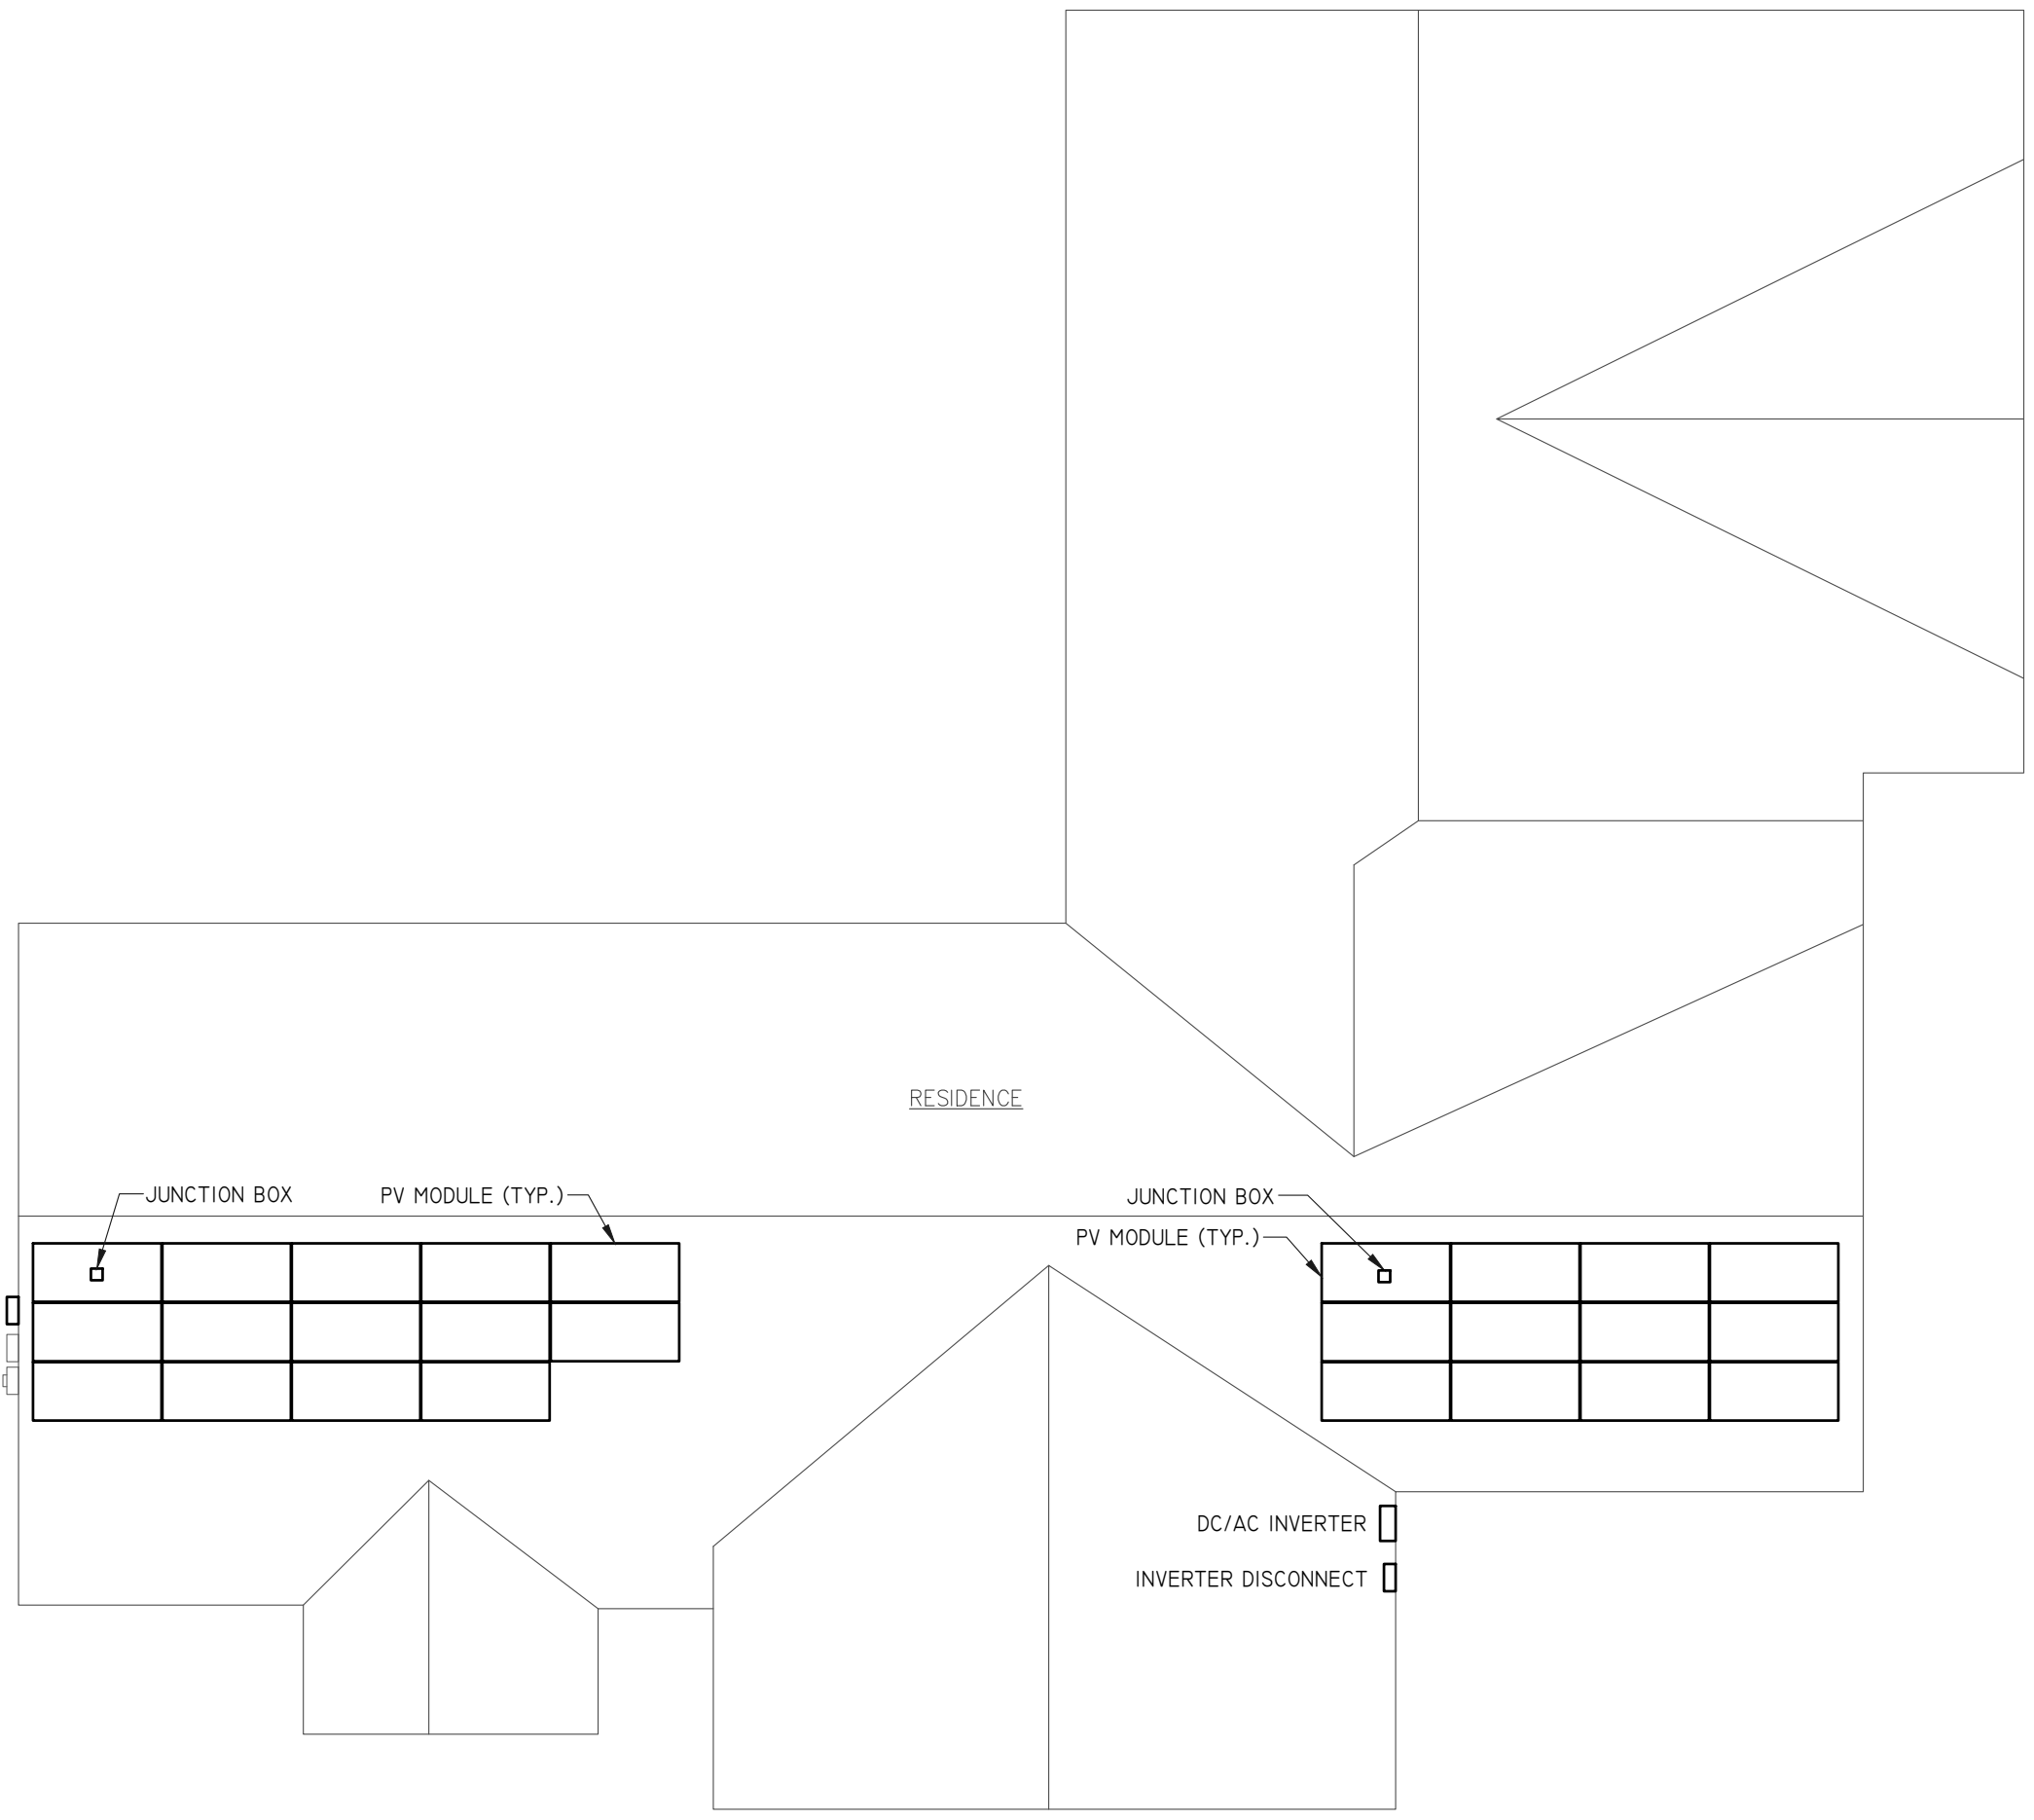 RESIDENCE
JUNCTION BOX
PV MODULE (TYP.)
JUNCTION BOX
PV MODULE (TYP.)
DC/AC INVERTER
INVERTER DISCONNECT